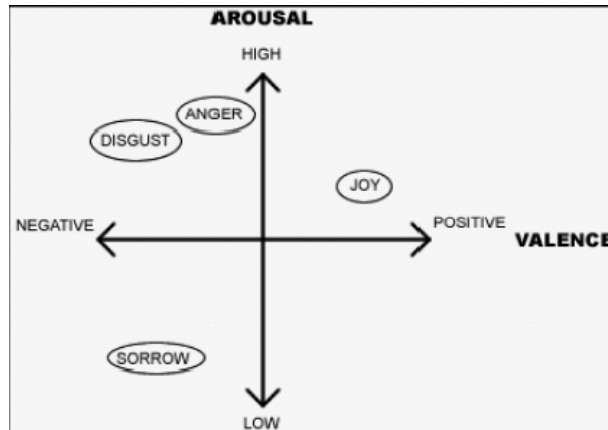 AROUSAL
HIGH
ANGER
DISGUST
JOY
NEGATIVE
POSITIVE
VALENCE
SORROW
LOW